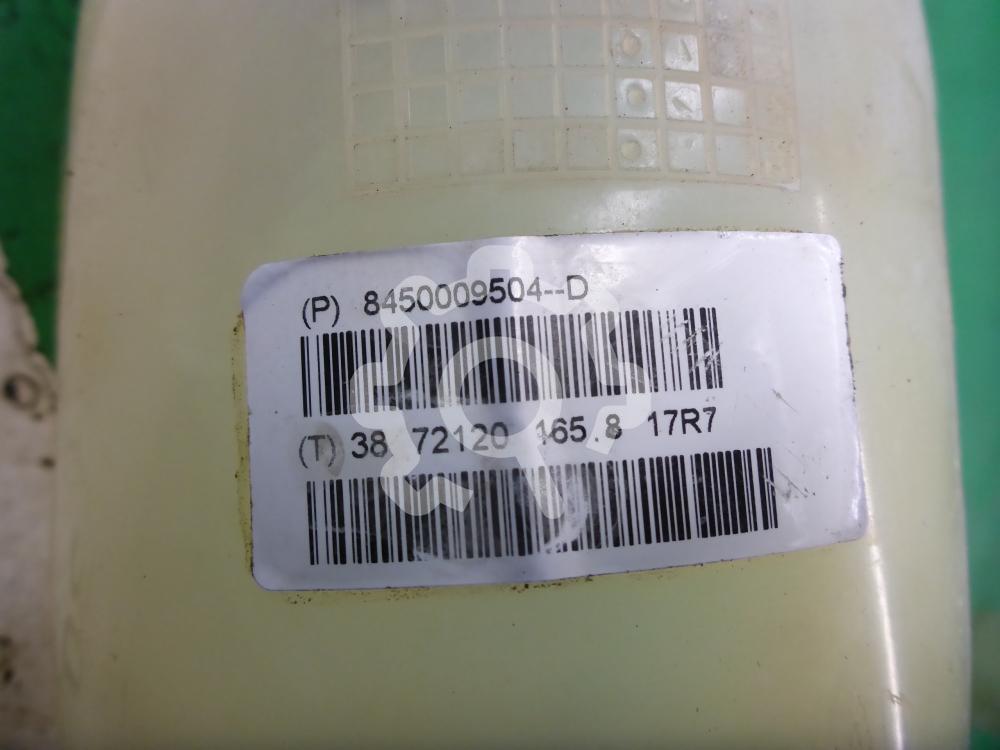 (P) 8450009504--D
(T) 38 72120 165.8 17R7